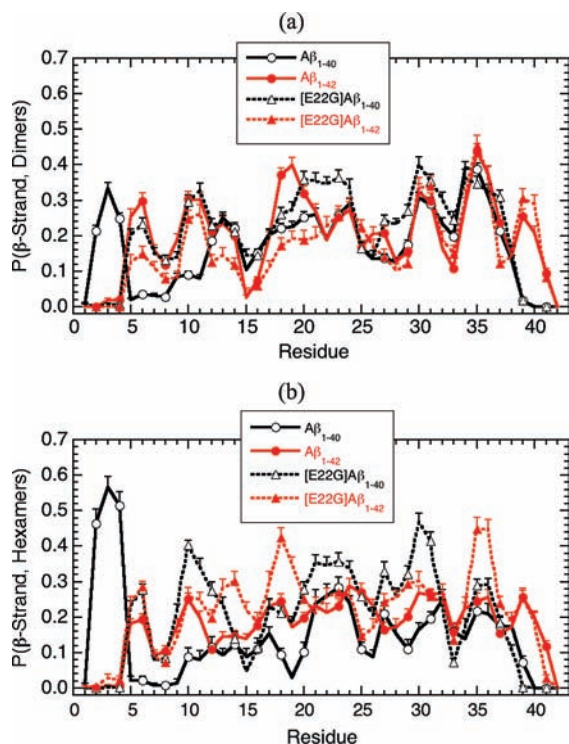 (a)
Aβ1-40
Aβ1-42
[E22G]Aβ1-40
[E22G]Aβ1-42
P(β-Strand, Dimers)
0.7
0.6
0.5
0.4
0.3
0.2
0.1
0.0
0 5 10 15 20 25 30 35 40
Residue
(b)
Aβ1-40
Aβ1-42
[E22G]Aβ1-40
[E22G]Aβ1-42
P(β-Strand, Hexamers)
0.7
0.6
0.5
0.4
0.3
0.2
0.1
0.0
0 5 10 15 20 25 30 35 40
Residue